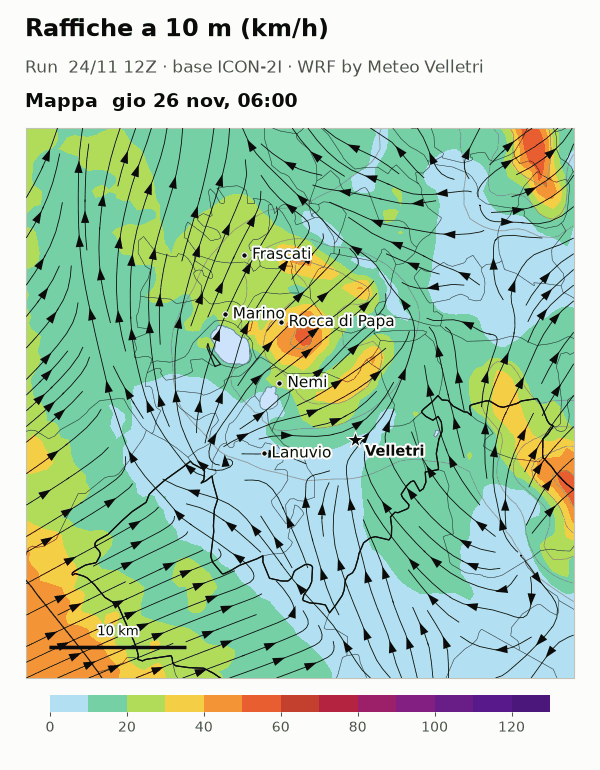 Raffiche a 10 m (km/h)
Run 24/11 12Z · base ICON-2I · WRF by Meteo Velletri
Mappa gio 26 nov, 06:00
Frascati
Marino
Rocca di Papa
Nemi
Velletri
Lanuvio
10 km
0 20 40 60 80 100 120